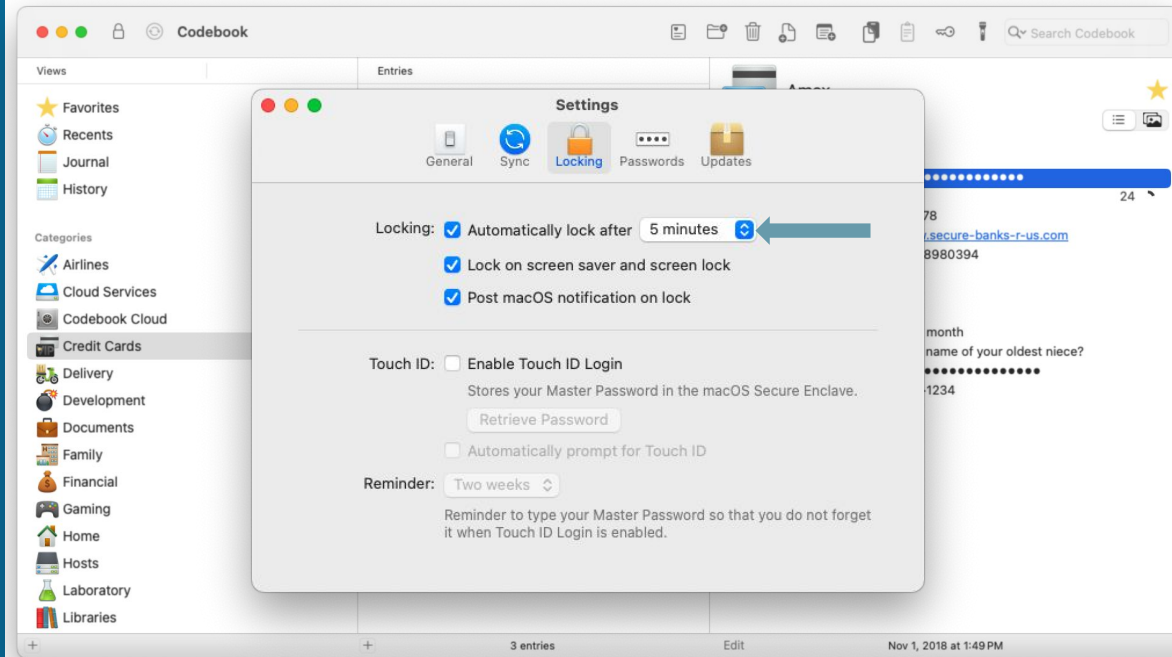 Codebook
Search Codebook
Views
Entries
Favorites
Recents
Journal
History
Categories
Airlines
Cloud Services
Codebook Cloud
Credit Cards
Delivery
Development
Documents
Family
Financial
Gaming
Home
Hosts
Laboratory
Libraries
Settings
General Sync Locking Passwords Updates
Locking: Automatically lock after 5 minutes
Lock on screen saver and screen lock
Post macOS notification on lock
Touch ID: Enable Touch ID Login
Stores your Master Password in the macOS Secure Enclave.
Retrieve Password
Automatically prompt for Touch ID
Reminder: Two weeks
Reminder to type your Master Password so that you do not forget
it when Touch ID Login is enabled.
24
78
.secure-banks-r-us.com
8980394
month
name of your oldest niece?
-1234
+
+ 3 entries
Edit Nov 1, 2018 at 1:49 PM